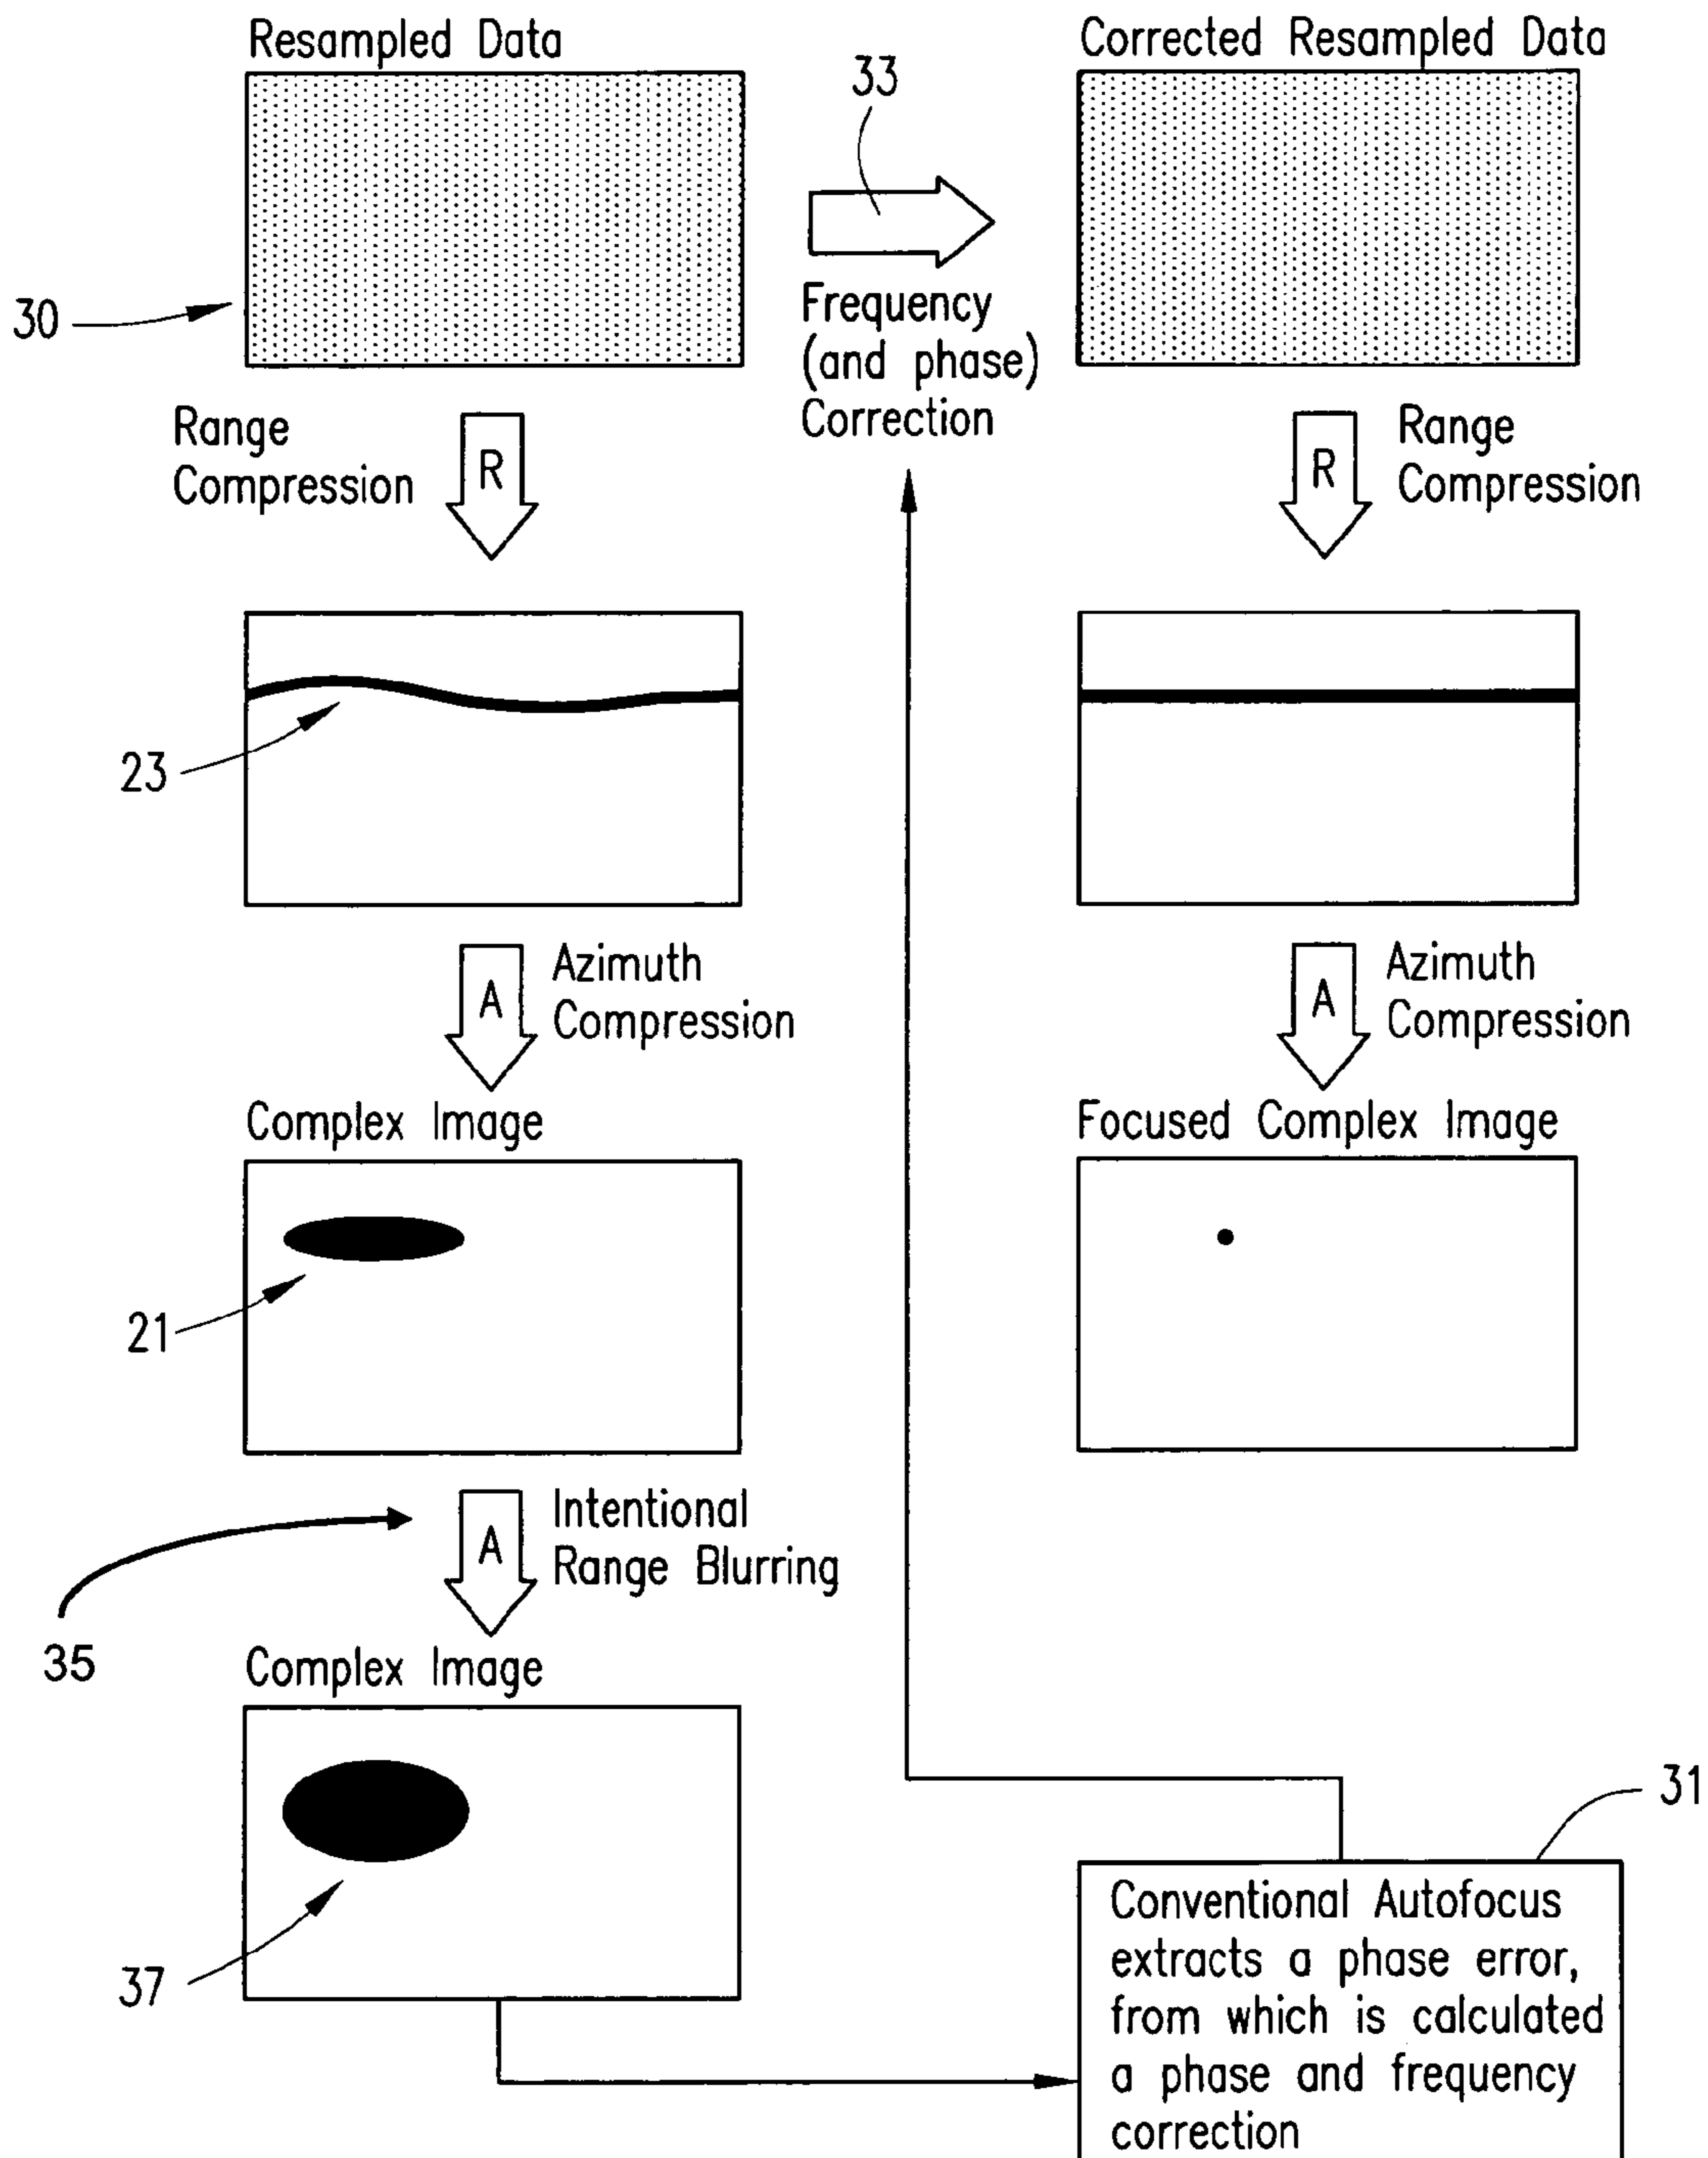 Resampled Data
Corrected Resampled Data
33
30
Frequency
(and phase)
Correction
Range
Compression
R
R
Range
Compression
23
A
Azimuth
Compression
A
Azimuth
Compression
Complex Image
Focused Complex Image
21
A
Intentional
Range Blurring
35
Complex Image
37
31
Conventional Autofocus
extracts a phase error,
from which is calculated
a phase and frequency
correction